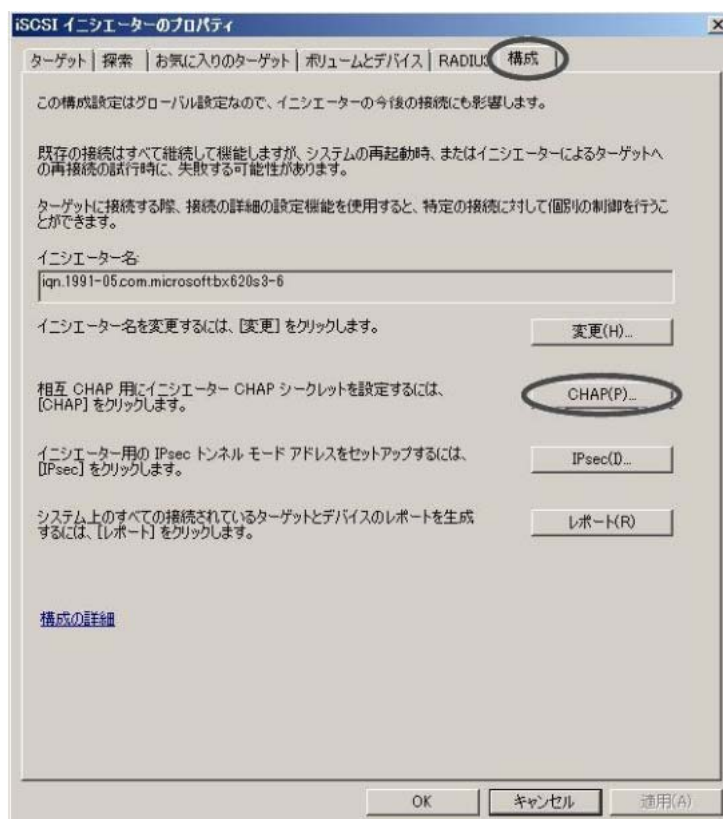 iSCSI イニシエーターのプロパティ
ターゲット 探索 お気に入りのターゲット ボリュームとデバイス RADIUS 構成
この構成設定はグローバル設定なので、イニシエーターの今後の接続にも影響します。
既存の接続はすべて継続して機能しますが、システムの再起動時、またはイニシエーターによるターゲットへ
の再接続の試行時に、失敗する可能性があります。
ターゲットに接続する際、接続の詳細の設定機能を使用すると、特定の接続に対して個別の制御を行うこ
とができます。
イニシエーター名:
iqn.1991-05.com.microsoft:bx620s3-6
イニシエーター名を変更するには、[変更] をクリックします。
変更(H)...
相互 CHAP 用にイニシエーター CHAP シークレットを設定するには、
[CHAP] をクリックします。
CHAP(P)...
イニシエーター用の IPsec トンネル モード アドレスをセットアップするには、
[IPsec] をクリックします。
IPsec(I)...
システム上のすべての接続されているターゲットとデバイスのレポートを生成
するには、[レポート] をクリックします。
レポート(R)
構成の詳細
OK キャンセル 適用(A)